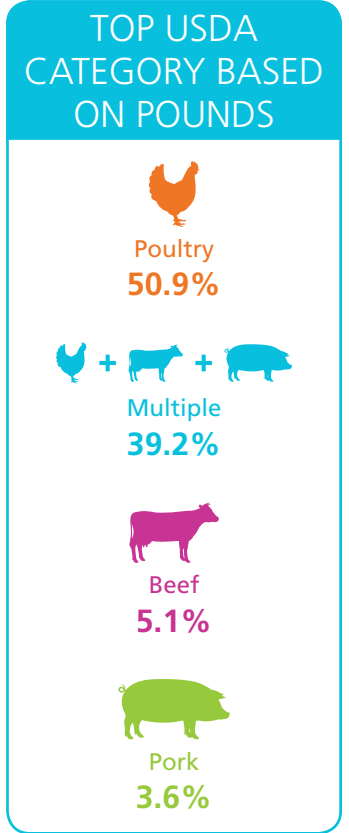 TOP USDA
CATEGORY BASED
ON POUNDS
Poultry
50.9%
+ +
Multiple
39.2%
Beef
5.1%
Pork
3.6%